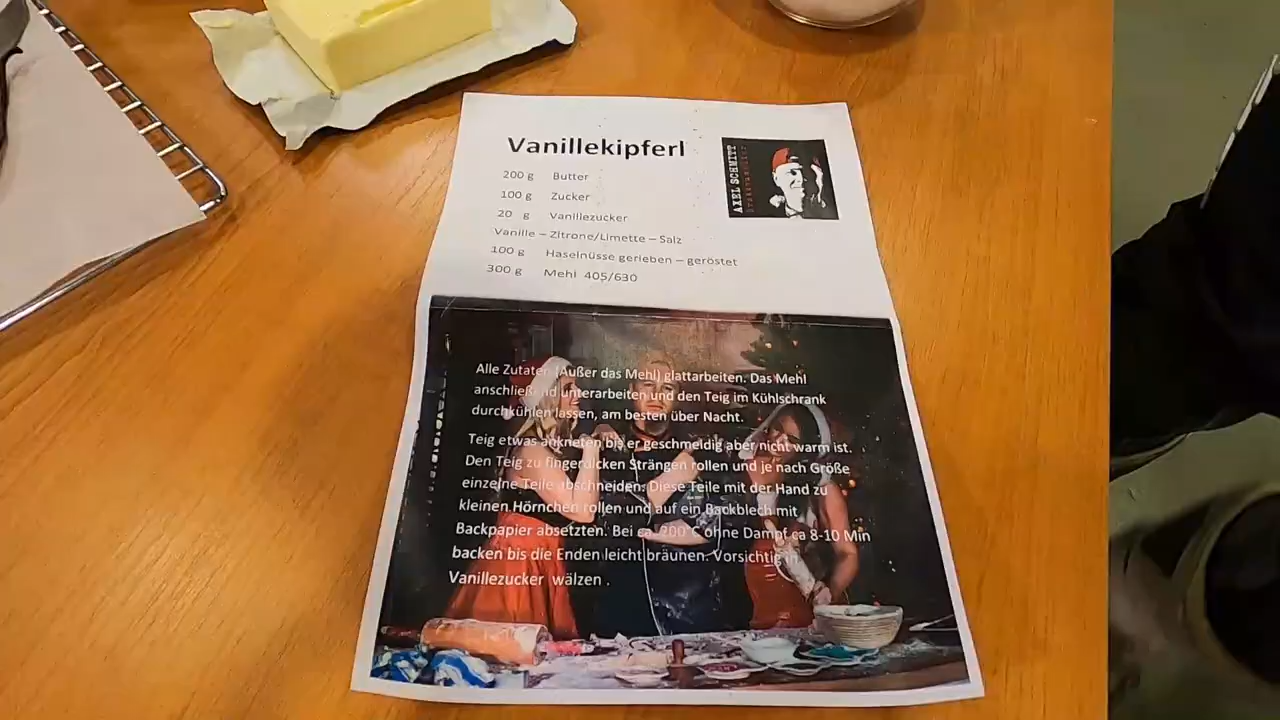 Vanillekipferl
AXEL SCHMITT
200 g Butter
100 g Zucker
20 g Vanillezucker
Vanille – Zitrone/Limette – Salz
100 g Haselnüsse gerieben – geröstet
300 g Mehl 405/630
Alle Zutaten (Außer das Mehl) glattarbeiten. Das Mehl
anschließend unterarbeiten und den Teig im Kühlschrank
durchkühlen lassen, am besten über Nacht.
Teig etwas ankneten bis er geschmeidig aber nicht warm ist.
Den Teig zu fingerdicken Strängen rollen und je nach Größe
einzelne Teile abschneiden. Diese Teile mit der Hand zu
kleinen Hörnchen rollen und auf ein Backblech mit
Backpapier absetzten. Bei ca. 200°C ohne Dampf ca 8-10 Min
backen bis die Enden leicht bräunen. Vorsichtig in
Vanillezucker wälzen .